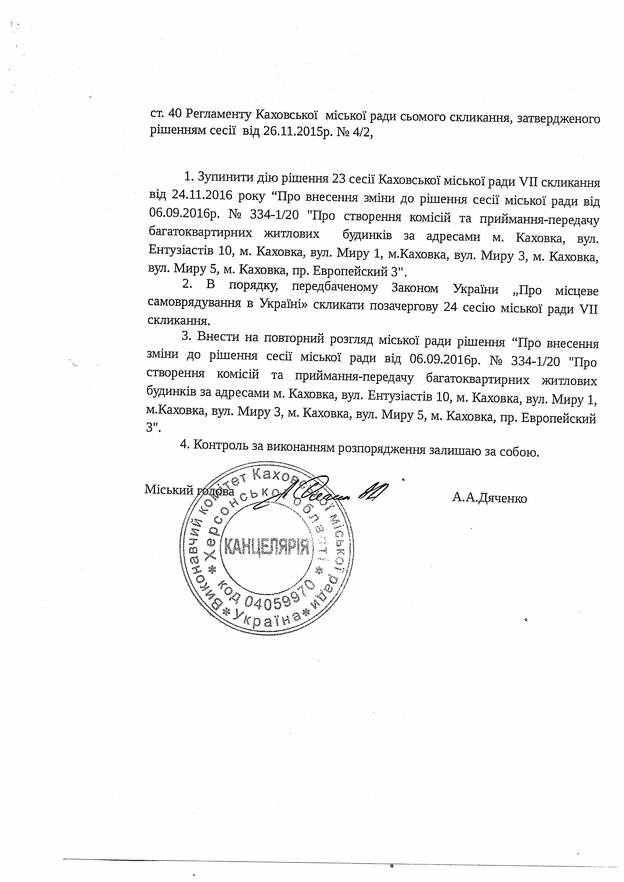 ст. 40 Регламенту Каховської міської ради сьомого скликання, затвердженого
рішенням сесії від 26.11.2015р. № 4/2,
1. Зупинити дію рішення 23 сесії Каховської міської ради VII скликання
від 24.11.2016 року “Про внесення зміни до рішення сесії міської ради від
06.09.2016р. № 334-1/20 "Про створення комісій та приймання-передачу
багатоквартирних житлових будинків за адресами м. Каховка, вул.
Ентузіастів 10, м. Каховка, вул. Миру 1, м.Каховка, вул. Миру 3, м. Каховка,
вул. Миру 5, м. Каховка, пр. Европейский 3".
2. В порядку, передбаченому Законом України „Про місцеве
самоврядування в Україні» скликати позачергову 24 сесію міської ради VII
скликання.
3. Внести на повторний розгляд міської ради рішення “Про внесення
зміни до рішення сесії міської ради від 06.09.2016р. № 334-1/20 "Про
створення комісій та приймання-передачу багатоквартирних житлових
будинків за адресами м. Каховка, вул. Ентузіастів 10, м. Каховка, вул. Миру 1,
м.Каховка, вул. Миру 3, м. Каховка, вул. Миру 5, м. Каховка, пр. Европейский
3".
4. Контроль за виконанням розпорядження залишаю за собою.
Міський голова
А.А.Дяченко
Виконавчий комітет Каховської міської ради
* Херсонської області *
КАНЦЕЛЯРІЯ
код 04059970
* Україна *